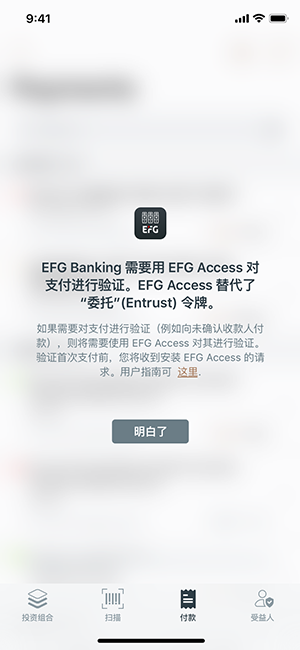 9:41
EFG
EFG Banking 需要用 EFG Access 对
支付进行验证。EFG Access 替代了
“委托”(Entrust) 令牌。
如果需要对支付进行验证（例如向未确认收款人付
款），则将需要使用 EFG Access 对其进行验证。
验证首次支付前，您将收到安装 EFG Access 的请
求。用户指南可 这里.
明白了
投资组合
扫描
付款
受益人